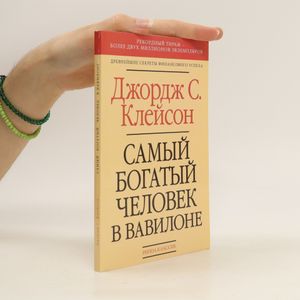 РЕКОРДНЫЙ ТИРАЖ
БОЛЕЕ ДВУХ МИЛЛИОНОВ ЭКЗЕМПЛЯРОВ
ДРЕВНЕЙШИЕ СЕКРЕТЫ ФИНАНСОВОГО УСПЕХА
Джордж С.
Клейсон
САМЫЙ
БОГАТЫЙ
ЧЕЛОВЕК
В ВАВИЛОНЕ